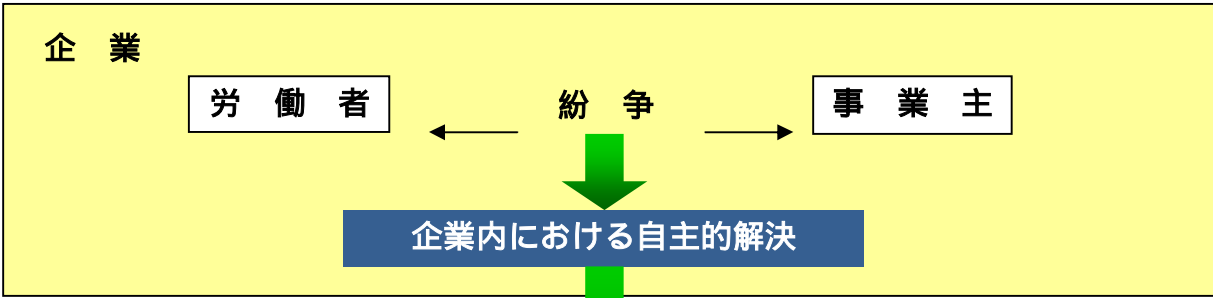 企 業
労 働 者 紛 争 事 業 主
企業内における自主的解決